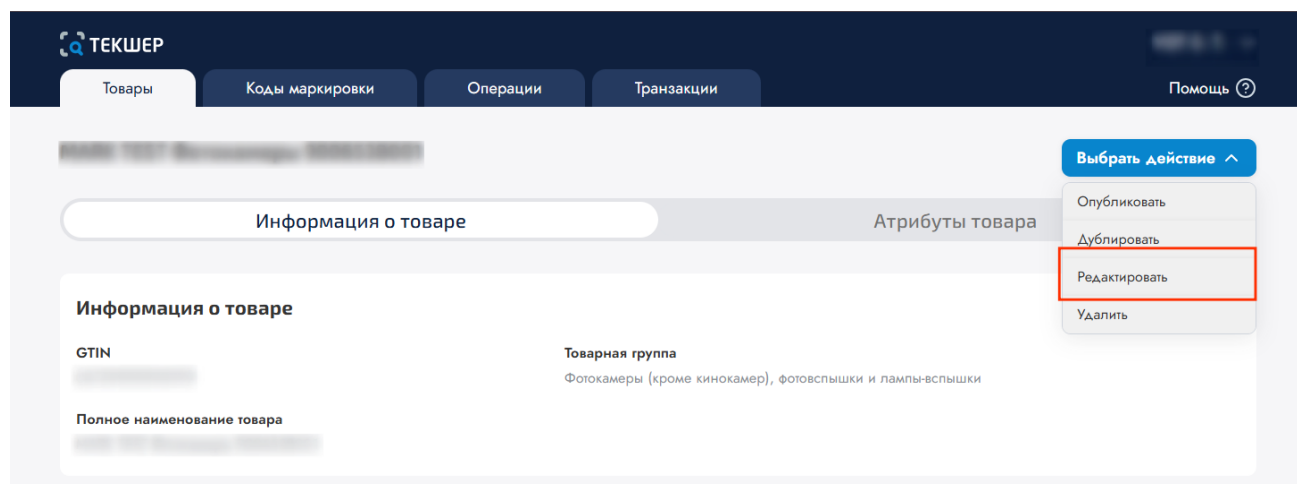 ТЕКШЕР
Товары
Коды маркировки
Операции
Транзакции
Помощь ?
Выбрать действие
Опубликовать
Дублировать
Редактировать
Удалить
Информация о товаре
Атрибуты товара
Информация о товаре
GTIN
Товарная группа
Фотокамеры (кроме кинокамер), фотовспышки и лампы-вспышки
Полное наименование товара